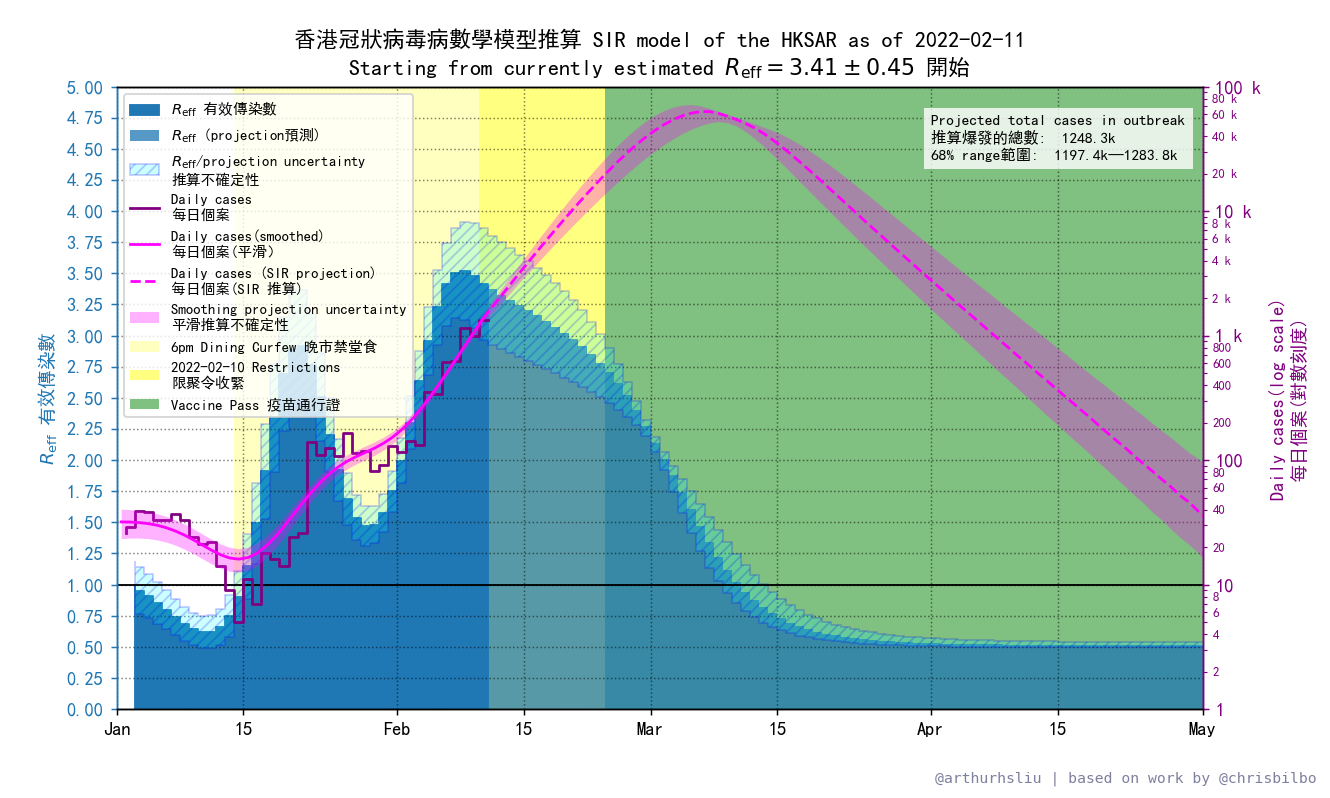 香港冠狀病毒病數學模型推算 SIR model of the HKSAR as of 2022-02-11
Starting from currently estimated Reff = 3.41 ± 0.45 開始
Reff 有效傳染數
Reff (projection預測)
Reff/projection uncertainty
推算不確定性
Daily cases
每日個案
Daily cases(smoothed)
每日個案(平滑)
Daily cases (SIR projection)
每日個案(SIR 推算)
Smoothing projection uncertainty
平滑推算不確定性
6pm Dining Curfew 晚市禁堂食
2022-02-10 Restrictions
限聚令收緊
Vaccine Pass 疫苗通行證
Projected total cases in outbreak
推算爆發的總數: 1248.3k
68% range範圍: 1197.4k—1283.8k
Reff 有效傳染數
5.00
4.75
4.50
4.25
4.00
3.75
3.50
3.25
3.00
2.75
2.50
2.25
2.00
1.75
1.50
1.25
1.00
0.75
0.50
0.25
0.00
100 k
80 k
60 k
40 k
20 k
10 k
8 k
6 k
4 k
2 k
1 k
800
600
400
200
100
80
60
40
20
10
8
6
4
2
1
Daily cases(log scale)
每日個案(對數刻度)
Jan 15 Feb 15 Mar 15 Apr 15 May
@arthurhsliu | based on work by @chrisbilbo